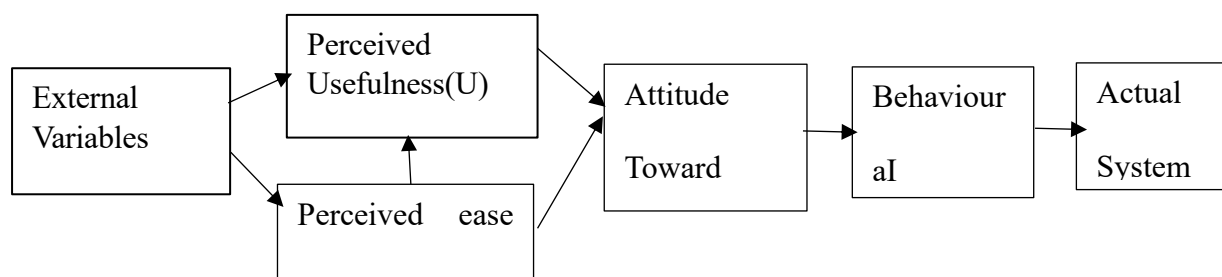 External
Variables
Perceived
Usefulness(U)
Perceived ease
Attitude
Toward
Behaviour
aI
Actual
System